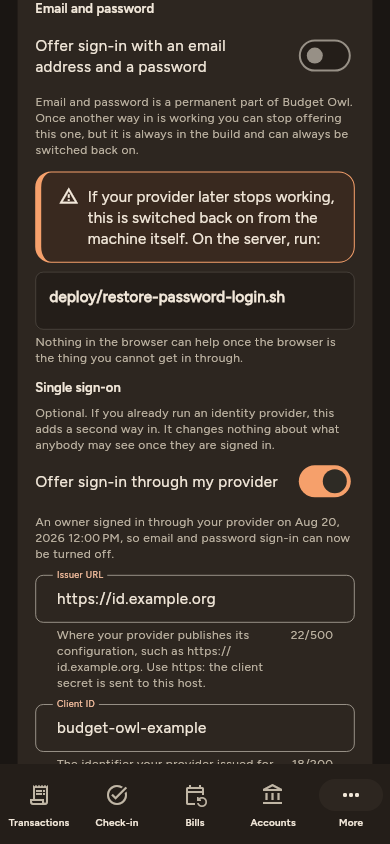 Email and password
Offer sign-in with an email
address and a password
Email and password is a permanent part of Budget Owl.
Once another way in is working you can stop offering
this one, but it is always in the build and can always be
switched back on.
If your provider later stops working,
this is switched back on from the
machine itself. On the server, run:
deploy/restore-password-login.sh
Nothing in the browser can help once the browser is
the thing you cannot get in through.
Single sign-on
Optional. If you already run an identity provider, this
adds a second way in. It changes nothing about what
anybody may see once they are signed in.
Offer sign-in through my provider
An owner signed in through your provider on Aug 20,
2026 12:00 PM, so email and password sign-in can now
be turned off.
Issuer URL
https://id.example.org
Where your provider publishes its 22/500
configuration, such as https://
id.example.org. Use https: the client
secret is sent to this host.
Client ID
budget-owl-example
The identifier your provider issued for 18/200
Transactions Check-in Bills Accounts More